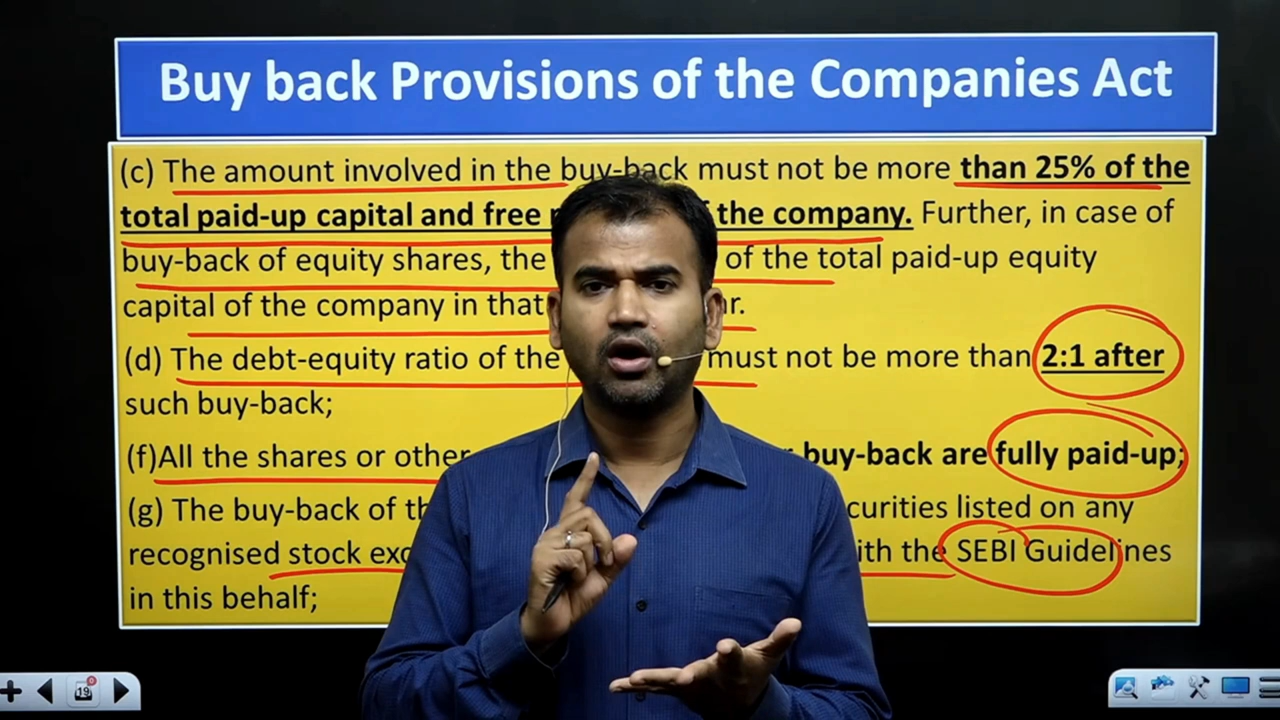 Buy back Provisions of the Companies Act
(c) The amount involved in the buy-back must not be more than 25% of the
total paid-up capital and free the company. Further, in case of
buy-back of equity shares, the of the total paid-up equity
capital of the company in that
(d) The debt-equity ratio of the must not be more than 2:1 after
such buy-back;
(f)All the shares or other buy-back are fully paid-up;
(g) The buy-back of listed on any
recognised stock with the SEBI Guidelines
in this behalf;
19